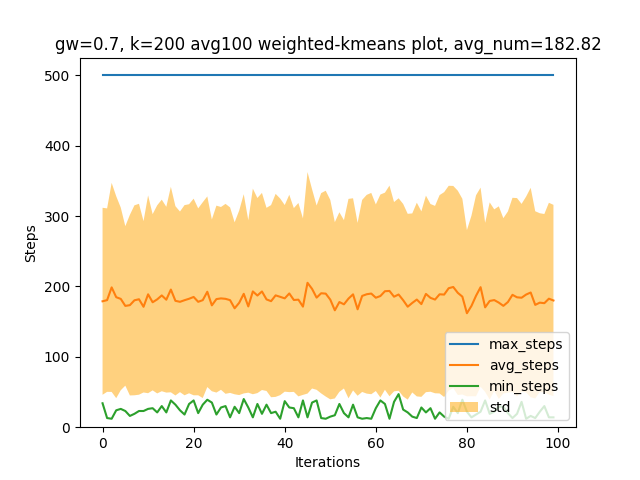 gw=0.7, k=200 avg100 weighted-kmeans plot, avg_num=182.82
500
400
300
200
100
0
Steps
max_steps
avg_steps
min_steps
std
0 20 40 60 80 100
Iterations